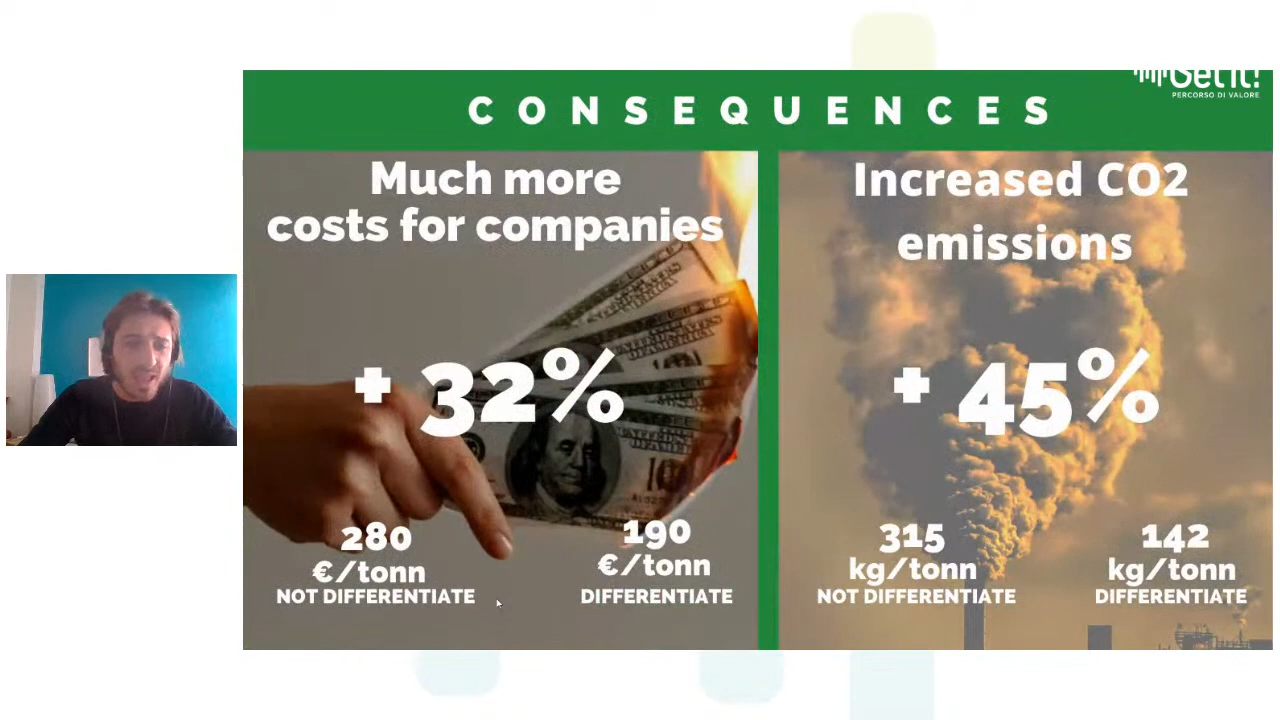 Get It!
PERCORSO DI VALORE
CONSEQUENCES
Much more
costs for companies
+ 32%
280
€/tonn
NOT DIFFERENTIATE
190
€/tonn
DIFFERENTIATE
Increased CO2
emissions
+ 45%
315
kg/tonn
NOT DIFFERENTIATE
142
kg/tonn
DIFFERENTIATE